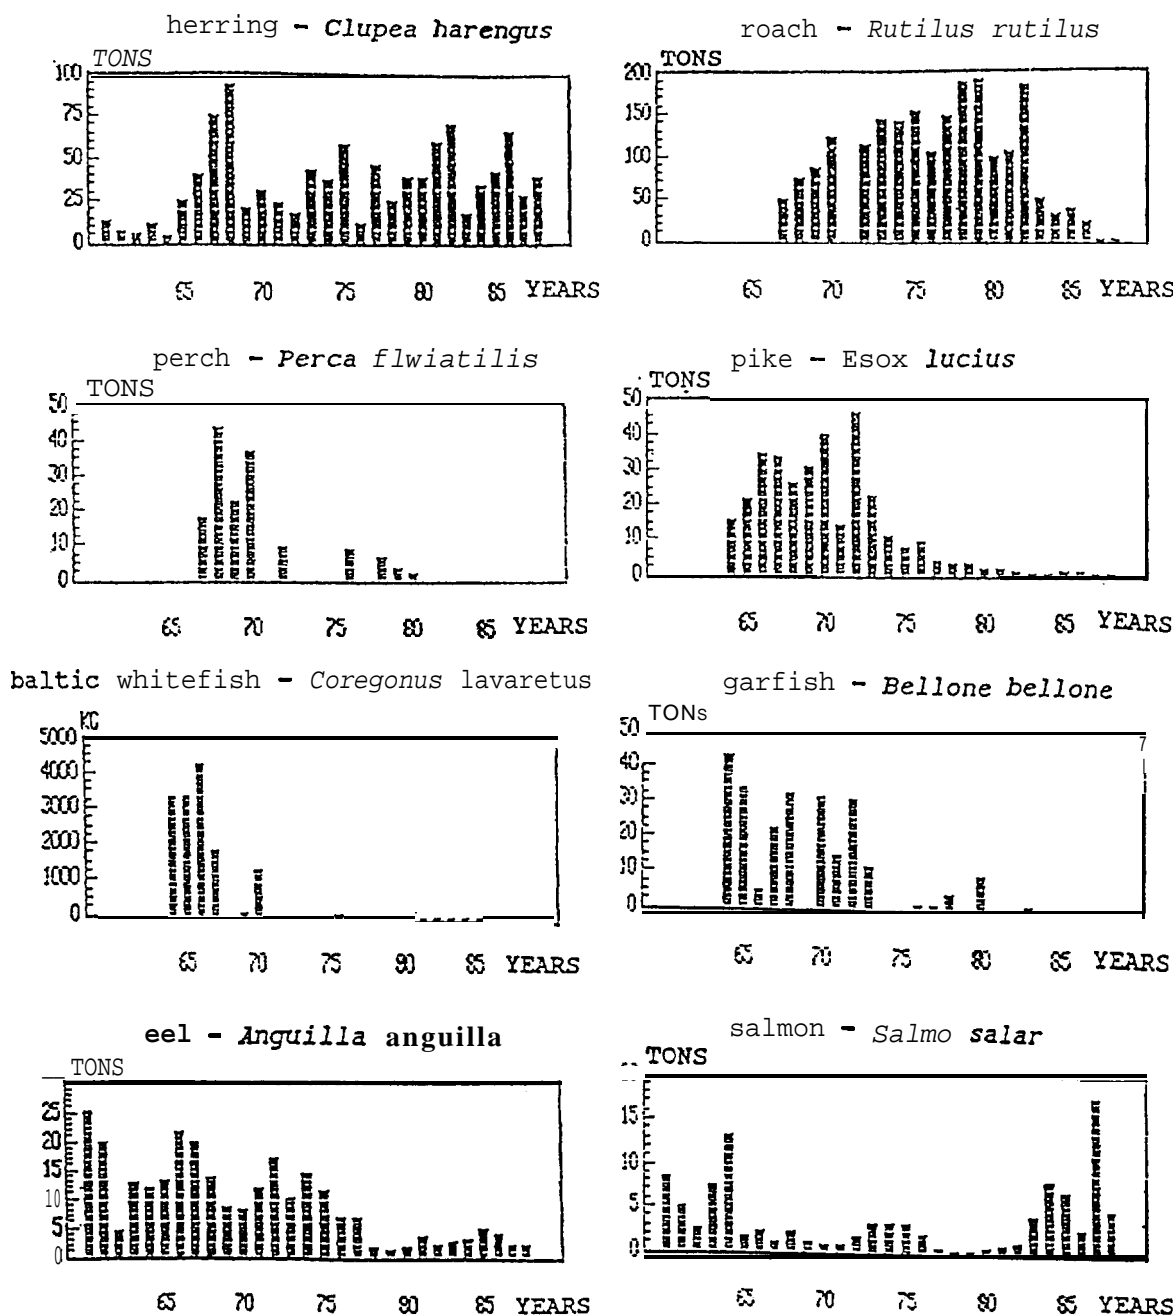 herring - Clupea harengus
TONS
100
75
50
25
0
65 70 75 80 85 YEARS
roach - Rutilus rutilus
TONS
200
150
100
50
0
65 70 75 80 85 YEARS
perch - Perca flwiatilis
TONS
50
40
30
20
10
0
65 70 75 80 85 YEARS
pike - Esox lucius
TONS
50
40
30
20
10
0
65 70 75 80 85 YEARS
baltic whitefish - Coregonus lavaretus
KG
5000
4000
3000
2000
1000
0
65 70 75 90 85 YEARS
garfish - Bellone bellone
TONs
50
40
30
20
10
0
7
65 70 75 80 85 YEARS
eel - Anguilla anguilla
TONS
25
20
15
10
5
0
65 70 75 80 85 YEARS
salmon - Salmo salar
TONS
15
10
5
0
65 70 75 80 85 YEARS